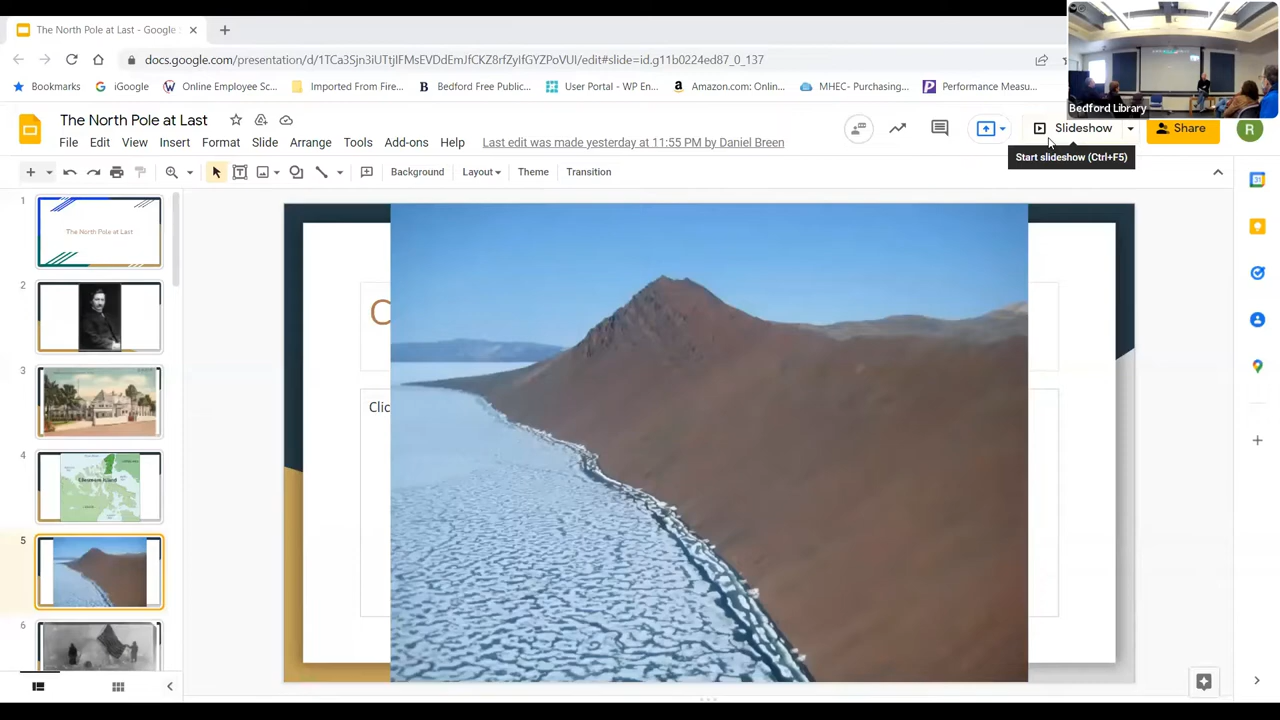 The North Pole at Last - Google
docs.google.com/presentation/d/1TCa3Sjn3iUTtjIFMsEVDdEmhtMZ8rfZyIfGYZPoVUI/edit#slide=id.g11b0224ed87_0_137
Bookmarks iGoogle Online Employee Sc... Imported From Firef... Bedford Free Public... User Portal - WP En... Amazon.com: Onlin... MHEC- Purchasing... Performance Measu...
Bedford Library
The North Pole at Last
Slideshow
Share
R
File Edit View Insert Format Slide Arrange Tools Add-ons Help Last edit was made yesterday at 11:55 PM by Daniel Breen
Start slideshow (Ctrl+F5)
Background Layout Theme Transition
1
The North Pole at Last
2
3
4
5
6
C
Clic